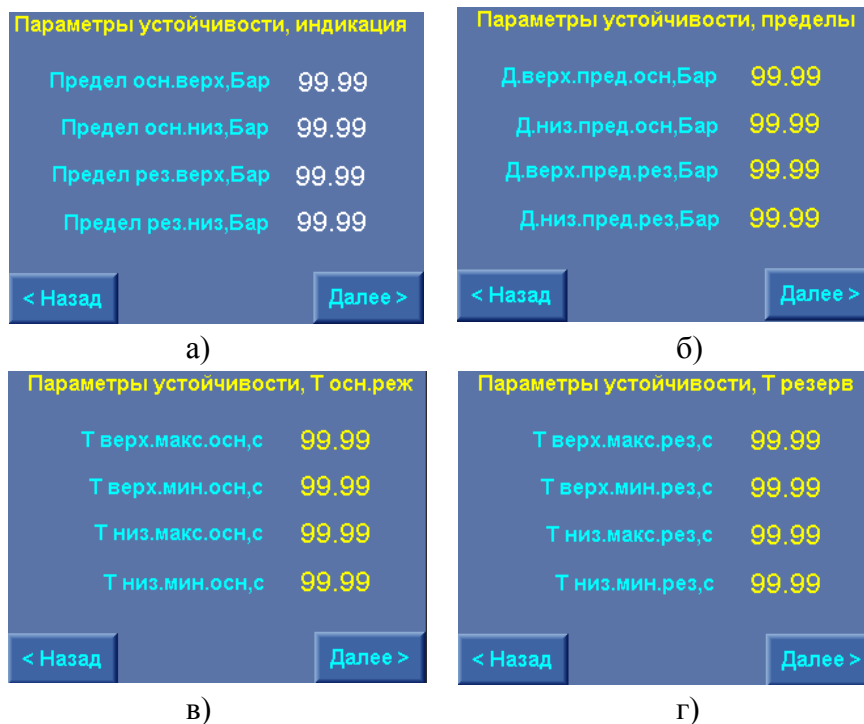 Параметры устойчивости, индикация
Предел осн.верх,Бар 99.99
Предел осн.низ,Бар 99.99
Предел рез.верх,Бар 99.99
Предел рез.низ,Бар 99.99
< Назад Далее >
а)
Параметры устойчивости, пределы
Д.верх.пред.осн,Бар 99.99
Д.низ.пред.осн,Бар 99.99
Д.верх.пред.рез,Бар 99.99
Д.низ.пред.рез,Бар 99.99
< Назад Далее >
б)
Параметры устойчивости, Т осн.реж
Т верх.макс.осн,с 99.99
Т верх.мин.осн,с 99.99
Т низ.макс.осн,с 99.99
Т низ.мин.осн,с 99.99
< Назад Далее >
в)
Параметры устойчивости, Т резерв
Т верх.макс.рез,с 99.99
Т верх.мин.рез,с 99.99
Т низ.макс.рез,с 99.99
Т низ.мин.рез,с 99.99
< Назад Далее >
г)